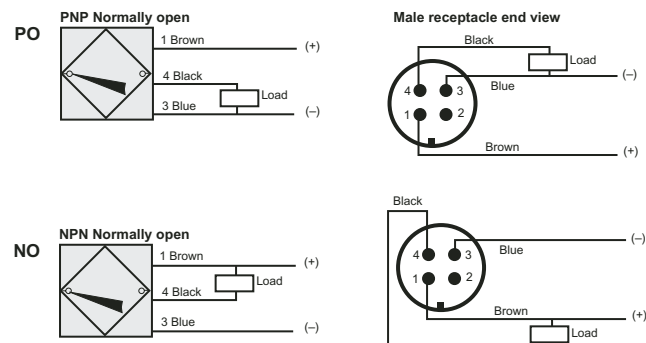 PO
PNP Normally open
1 Brown
(+)
4 Black
Load
3 Blue
(–)
Male receptacle end view
Black
Load
(–)
Blue
4
3
1
2
Brown
(+)
NO
NPN Normally open
1 Brown
(+)
Load
4 Black
3 Blue
(–)
Black
(–)
Blue
4
3
1
2
Brown
(+)
Load